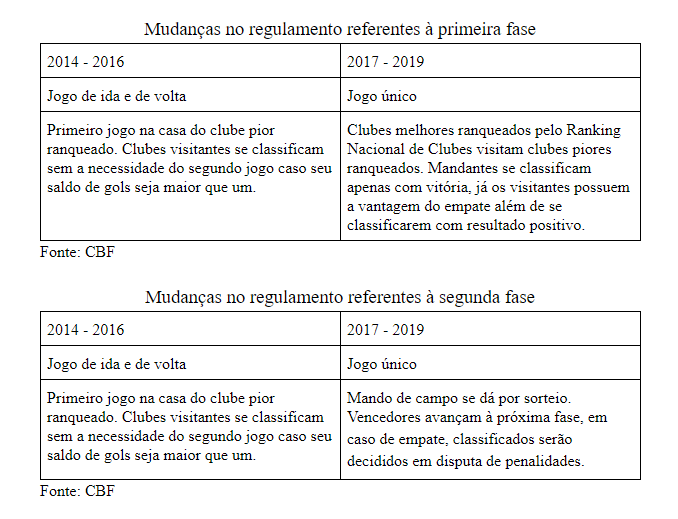 Mudanças no regulamento referentes à primeira fase
2014 - 2016
2017 - 2019
Jogo de ida e de volta
Jogo único
Primeiro jogo na casa do clube pior
ranqueado. Clubes visitantes se classificam
sem a necessidade do segundo jogo caso seu
saldo de gols seja maior que um.
Clubes melhores ranqueados pelo Ranking
Nacional de Clubes visitam clubes piores
ranqueados. Mandantes se classificam
apenas com vitória, já os visitantes possuem
a vantagem do empate além de se
classificarem com resultado positivo.
Fonte: CBF
Mudanças no regulamento referentes à segunda fase
2014 - 2016
2017 - 2019
Jogo de ida e de volta
Jogo único
Primeiro jogo na casa do clube pior
ranqueado. Clubes visitantes se classificam
sem a necessidade do segundo jogo caso seu
saldo de gols seja maior que um.
Mando de campo se dá por sorteio.
Vencedores avançam à próxima fase, em
caso de empate, classificados serão
decididos em disputa de penalidades.
Fonte: CBF